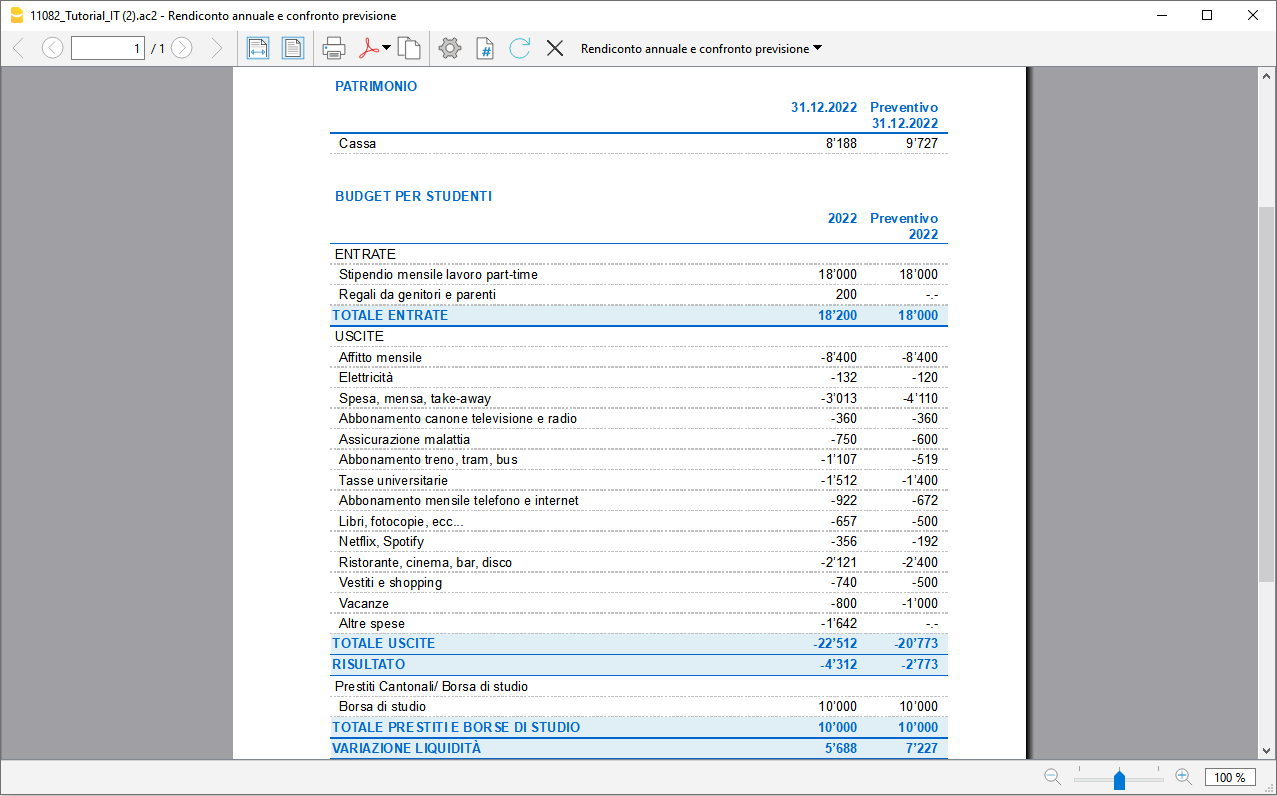 11082_Tutorial_IT (2).ac2 - Rendiconto annuale e confronto previsione
1 / 1 Rendiconto annuale e confronto previsione
PATRIMONIO
31.12.2022 Preventivo
31.12.2022
Cassa 8'188 9'727
BUDGET PER STUDENTI
2022 Preventivo
2022
ENTRATE
Stipendio mensile lavoro part-time 18'000 18'000
Regali da genitori e parenti 200 -.-
TOTALE ENTRATE 18'200 18'000
USCITE
Affitto mensile -8'400 -8'400
Elettricità -132 -120
Spesa, mensa, take-away -3'013 -4'110
Abbonamento canone televisione e radio -360 -360
Assicurazione malattia -750 -600
Abbonamento treno, tram, bus -1'107 -519
Tasse universitarie -1'512 -1'400
Abbonamento mensile telefono e internet -922 -672
Libri, fotocopie, ecc... -657 -500
Netflix, Spotify -356 -192
Ristorante, cinema, bar, disco -2'121 -2'400
Vestiti e shopping -740 -500
Vacanze -800 -1'000
Altre spese -1'642 -.-
TOTALE USCITE -22'512 -20'773
RISULTATO -4'312 -2'773
Prestiti Cantonali/ Borsa di studio
Borsa di studio 10'000 10'000
TOTALE PRESTITI E BORSE DI STUDIO 10'000 10'000
VARIAZIONE LIQUIDITÀ 5'688 7'227
100 %